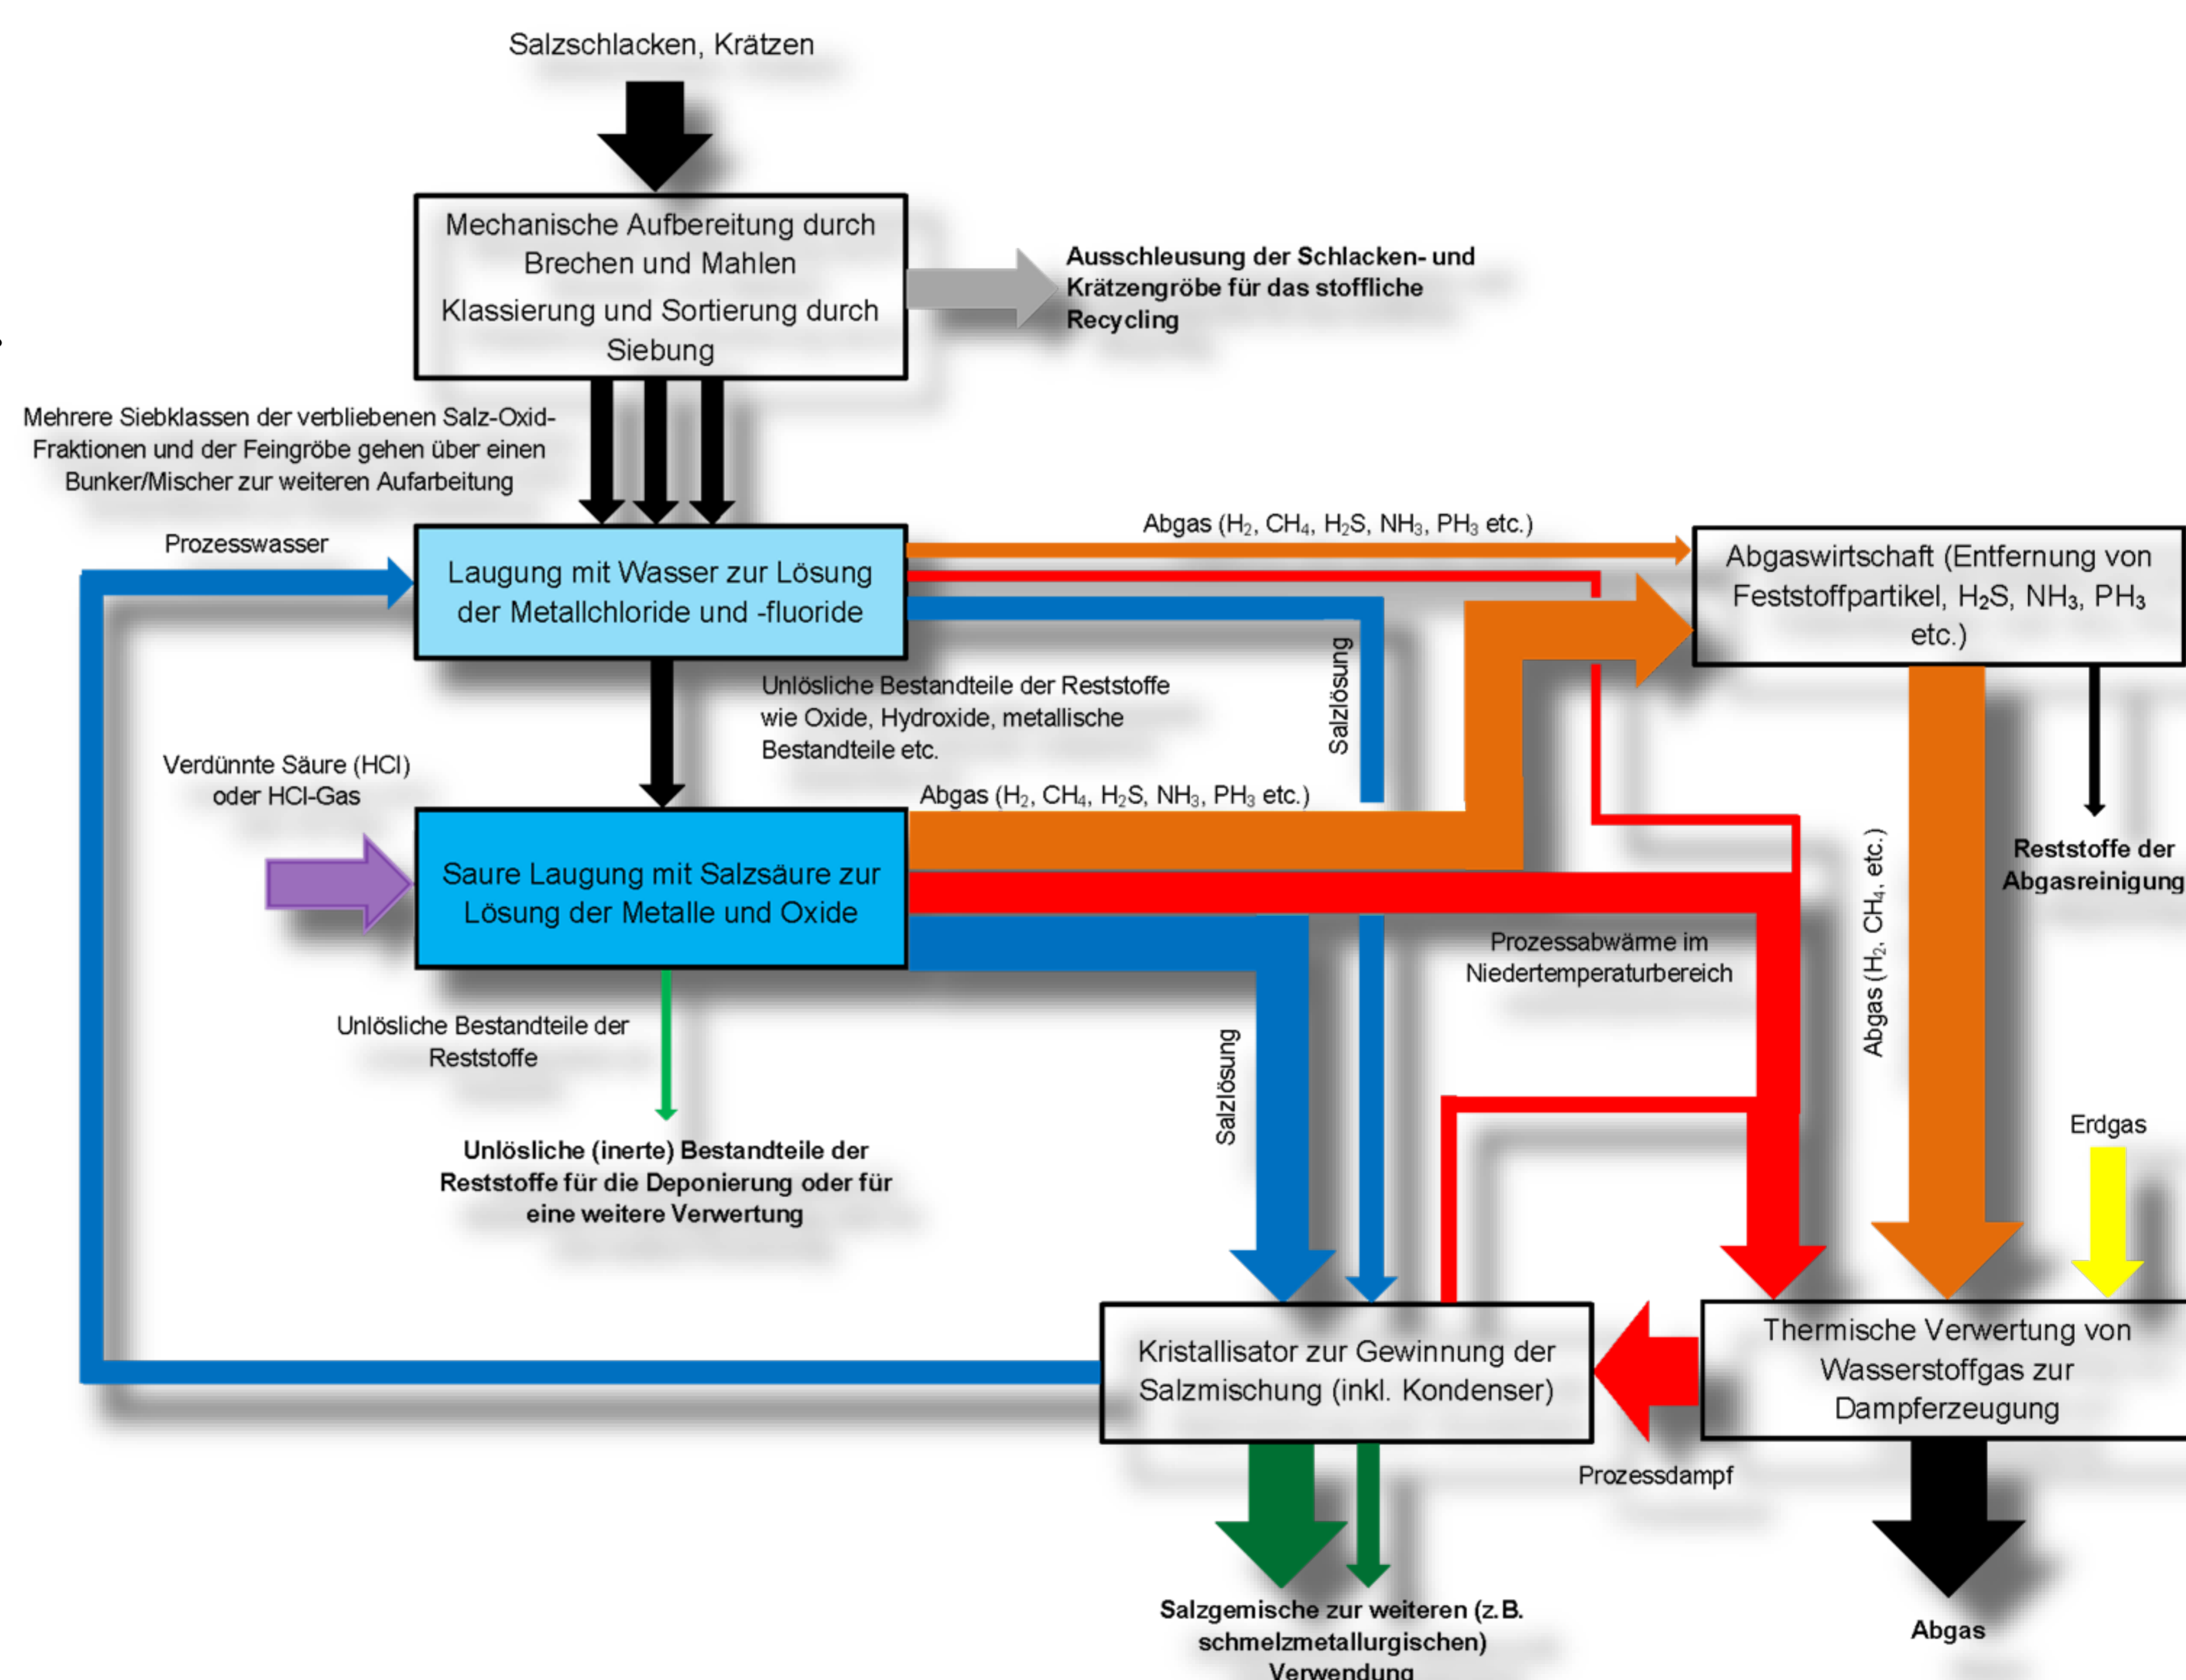 Salzschlacken, Krätzen
Mechanische Aufbereitung durch
Brechen und Mahlen
Klassierung und Sortierung durch
Siebung
Ausschleusung der Schlacken- und
Krätzengröbe für das stoffliche
Recycling
Mehrere Siebklassen der verbliebenen Salz-Oxid-
Fraktionen und der Feingröbe gehen über einen
Bunker/Mischer zur weiteren Aufarbeitung
Prozesswasser
Laugung mit Wasser zur Lösung
der Metallchloride und -fluoride
Abgas (H₂, CH₄, H₂S, NH₃, PH₃ etc.)
Abgaswirtschaft (Entfernung von
Feststoffpartikel, H₂S, NH₃, PH₃
etc.)
Salzlösung
Unlösliche Bestandteile der Reststoffe
wie Oxide, Hydroxide, metallische
Bestandteile etc.
Verdünnte Säure (HCl)
oder HCl-Gas
Abgas (H₂, CH₄, H₂S, NH₃, PH₃ etc.)
Saure Laugung mit Salzsäure zur
Lösung der Metalle und Oxide
Abgas (H₂, CH₄, etc.)
Reststoffe der
Abgasreinigung
Prozessabwärme im
Niedertemperaturbereich
Unlösliche Bestandteile der
Reststoffe
Salzlösung
Unlösliche (inerte) Bestandteile der
Reststoffe für die Deponierung oder für
eine weitere Verwertung
Erdgas
Kristallisator zur Gewinnung der
Salzmischung (inkl. Kondenser)
Thermische Verwertung von
Wasserstoffgas zur
Dampferzeugung
Prozessdampf
Salzgemische zur weiteren (z.B.
schmelzmetallurgischen)
Verwendung
Abgas